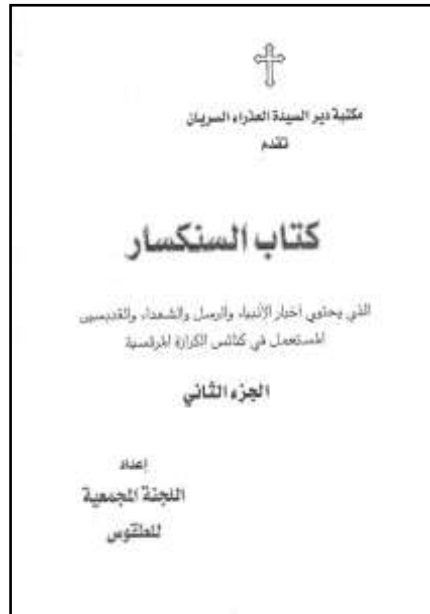 مكتبة دير السيدة العذراء السريان
تقدم
كتاب السنكسار
الذي يحتوي أخبار الأنبياء والرسل والشهداء والقديسين
المستعمل في كنائس الكرازة المرقسية
الجزء الثاني
إعداد
اللجنة المجمعية
للطقوس